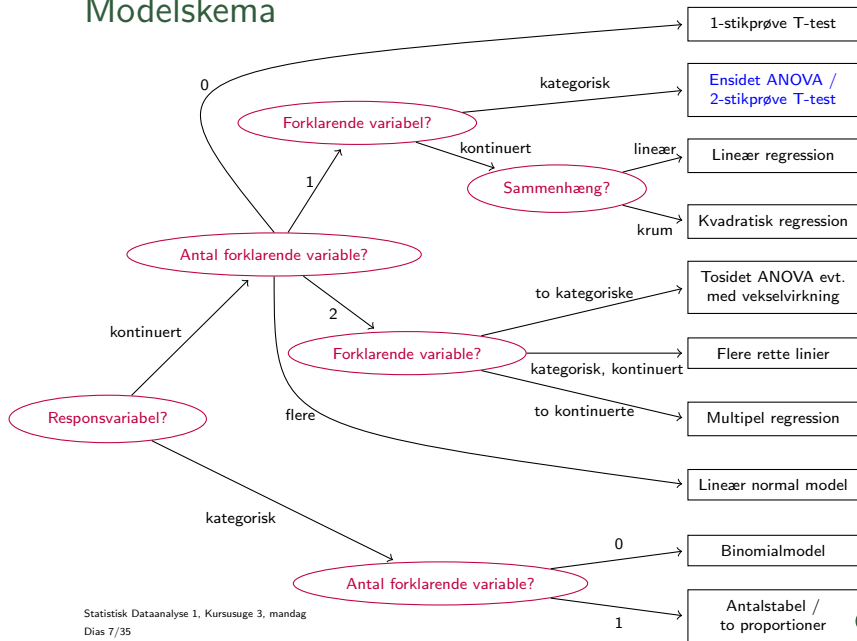 Modelskema
1-stikprøve T-test
0
kategorisk
Ensidet ANOVA /
2-stikprøve T-test
Forklarende variabel?
kontinuert
lineær
Lineær regression
1
Sammenhæng?
krum
Kvadratisk regression
Antal forklarende variable?
to kategoriske
Tosidet ANOVA evt.
med vekselvirkning
2
kontinuert
Forklarende variable?
kategorisk, kontinuert
Flere rette linier
to kontinuerte
Multipel regression
Responsvariabel?
flere
Lineær normal model
kategorisk
0
Binomialmodel
Antal forklarende variable?
1
Antalstabel /
to proportioner
Statistisk Dataanalyse 1, Kursusuge 3, mandag
Dias 7/35